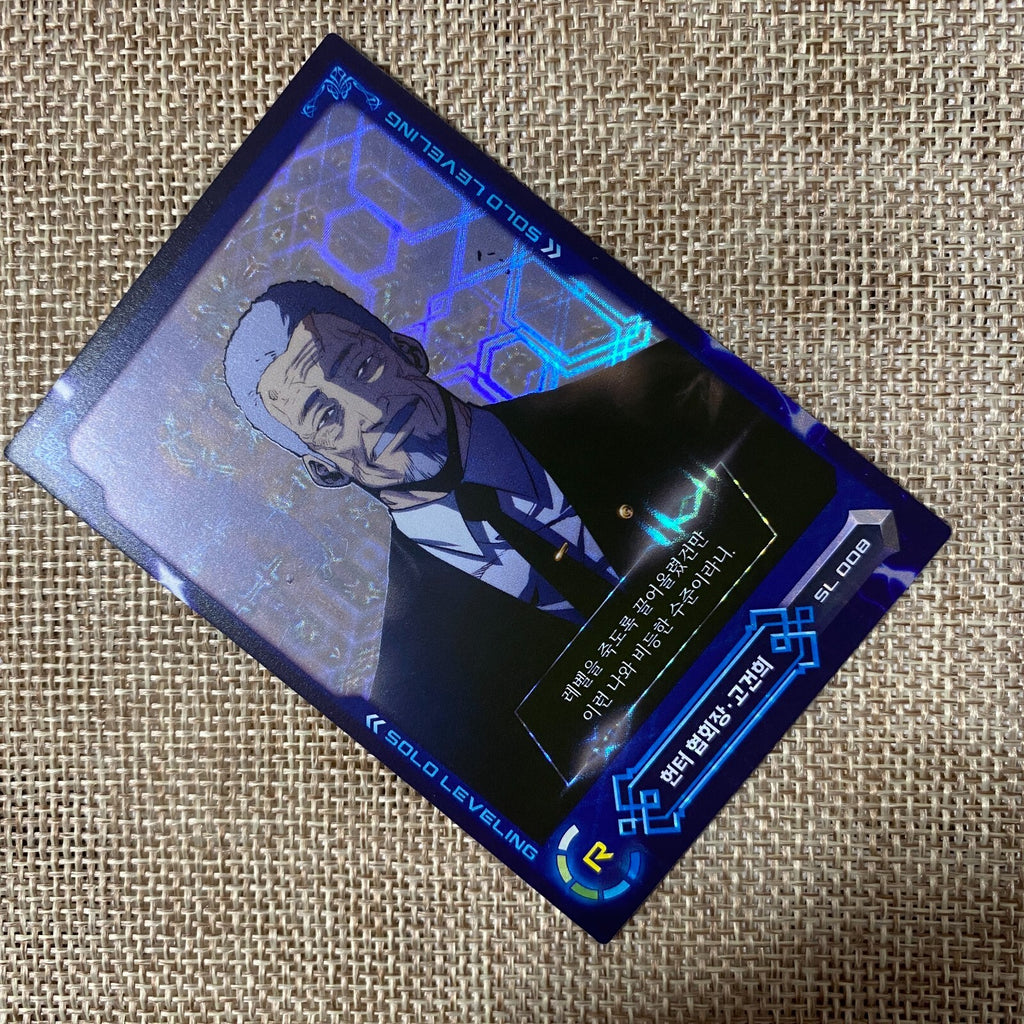 « SOLO LEVELING
« SOLO LEVELING
레벨을 죽도록 끌어올렸건만
이런 나와 비등한 수준이라니.
SL 008
헌터 협회장·고건희
R